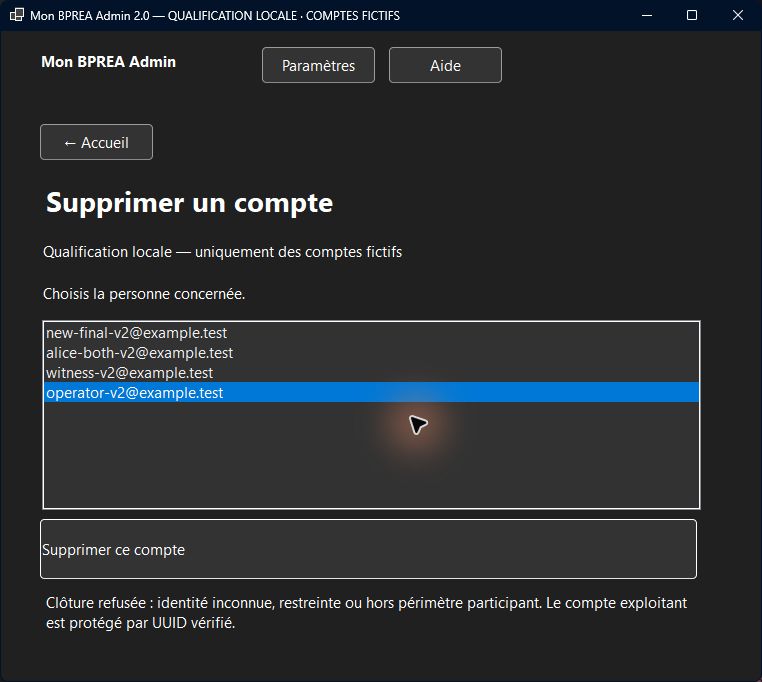 Mon BPREA Admin 2.0 — QUALIFICATION LOCALE · COMPTES FICTIFS
Mon BPREA Admin
Paramètres
Aide
← Accueil
Supprimer un compte
Qualification locale — uniquement des comptes fictifs
Choisis la personne concernée.
new-final-v2@example.test
alice-both-v2@example.test
witness-v2@example.test
operator-v2@example.test
Supprimer ce compte
Clôture refusée : identité inconnue, restreinte ou hors périmètre participant. Le compte exploitant
est protégé par UUID vérifié.